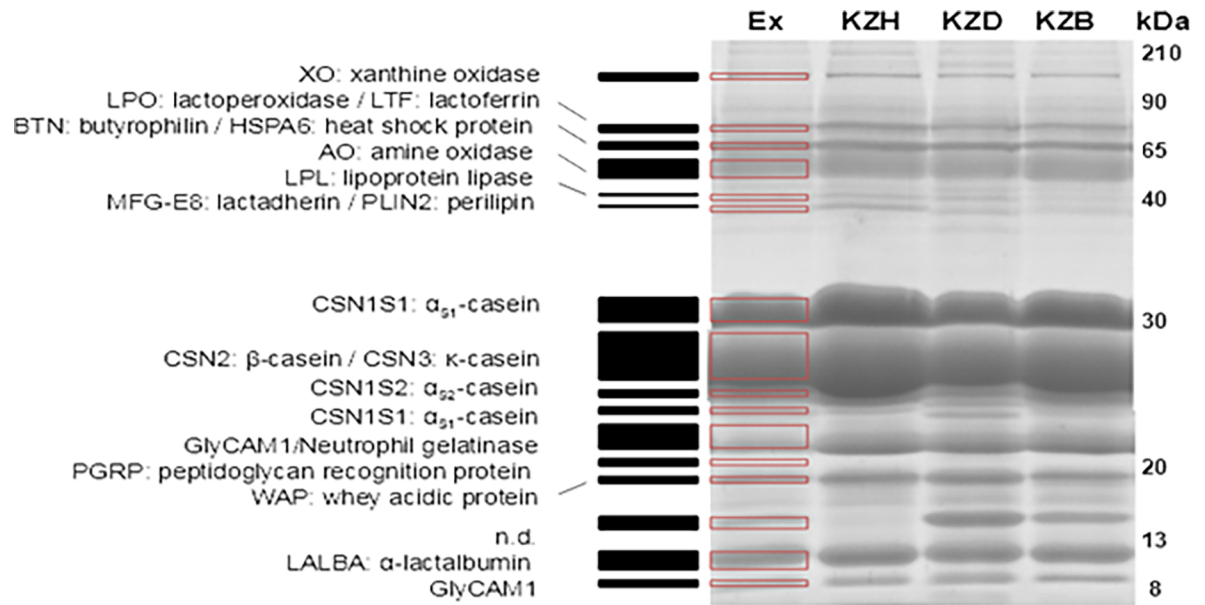 Ex KZH KZD KZB kDa
210
XO: xanthine oxidase
LPO: lactoperoxidase / LTF: lactoferrin
90
BTN: butyrophilin / HSPA6: heat shock protein
AO: amine oxidase
65
LPL: lipoprotein lipase
MFG-E8: lactadherin / PLIN2: perilipin
40
CSN1S1: αS1-casein
30
CSN2: β-casein / CSN3: κ-casein
CSN1S2: αS2-casein
CSN1S1: αS1-casein
GlyCAM1/Neutrophil gelatinase
20
PGRP: peptidoglycan recognition protein
WAP: whey acidic protein
n.d.
13
LALBA: α-lactalbumin
GlyCAM1
8